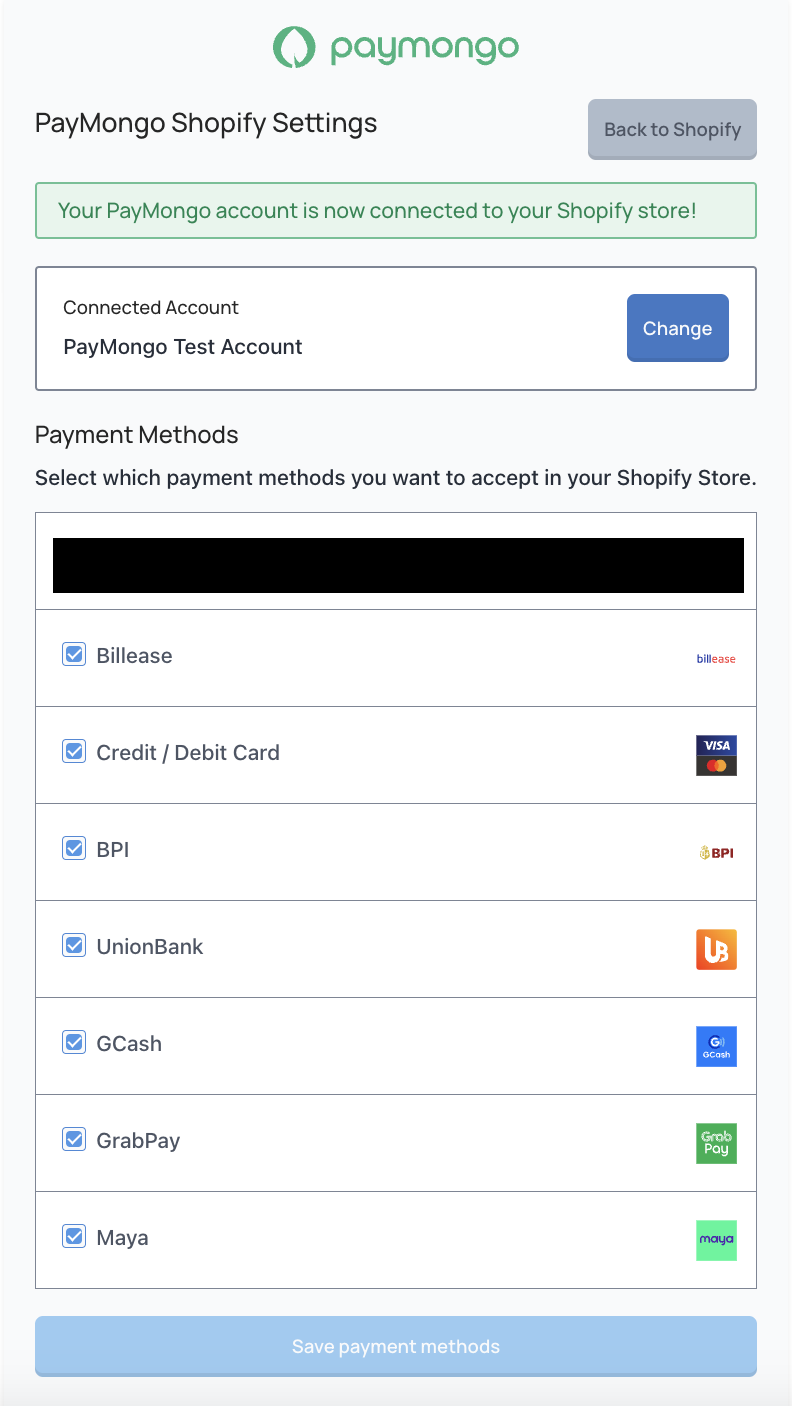 paymongo
PayMongo Shopify Settings
Back to Shopify
Your PayMongo account is now connected to your Shopify store!
Connected Account
PayMongo Test Account
Change
Payment Methods
Select which payment methods you want to accept in your Shopify Store.
Billease
billease
Credit / Debit Card
VISA
BPI
BPI
UnionBank
UB
GCash
G
GCash
GrabPay
Grab
Pay
Maya
maya
Save payment methods